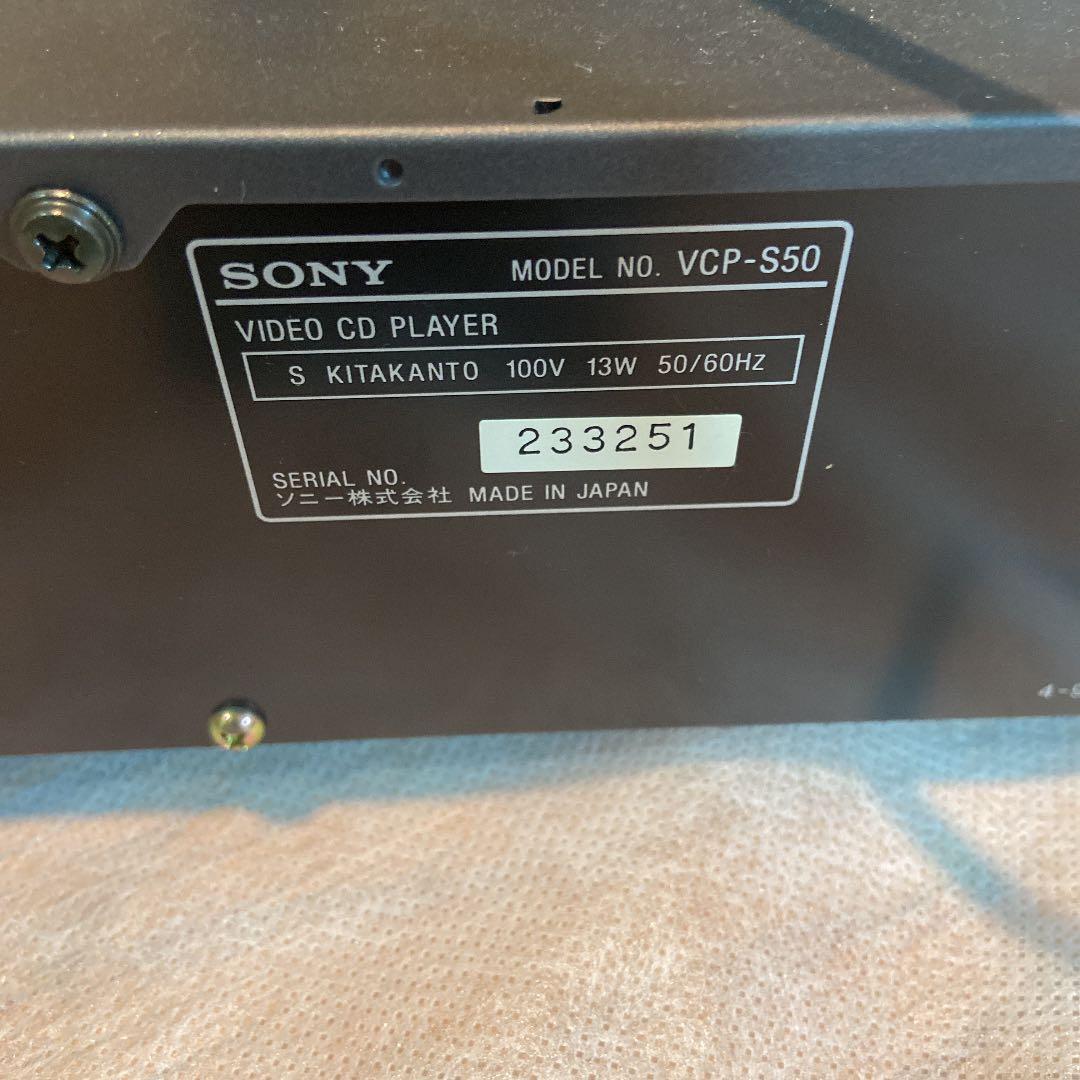 SONY MODEL NO. VCP-S50
VIDEO CD PLAYER
S KITAKANTO 100V 13W 50/60Hz
233251
SERIAL NO.
ソニー株式会社 MADE IN JAPAN